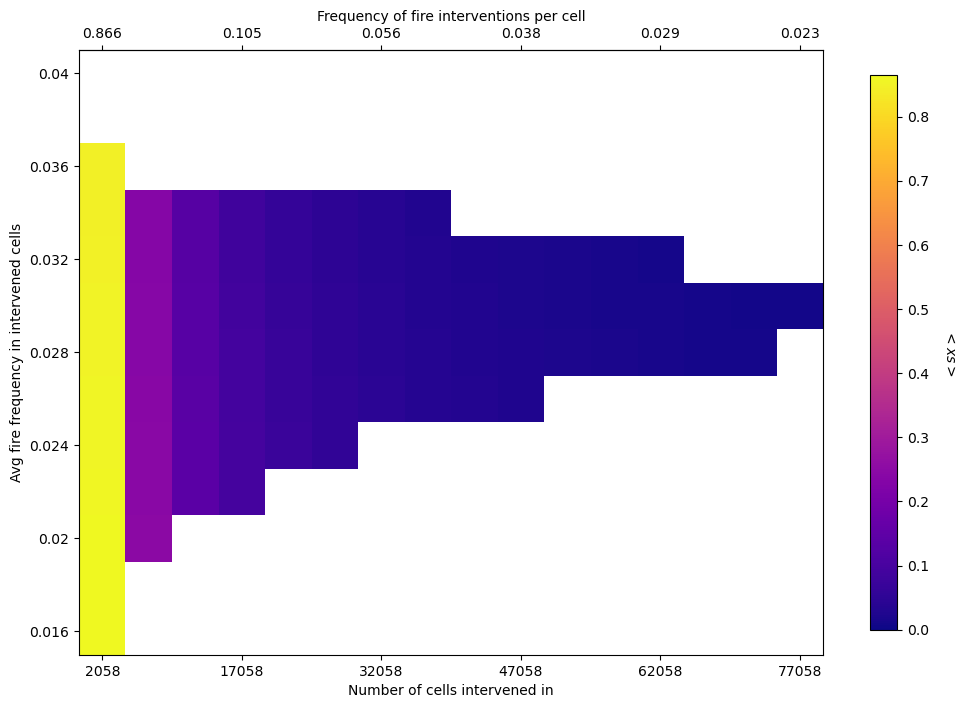 Frequency of fire interventions per cell
0.866 0.105 0.056 0.038 0.029 0.023
0.04
0.036
0.032
0.028
0.024
0.02
0.016
Avg fire frequency in intervened cells
2058 17058 32058 47058 62058 77058
Number of cells intervened in
0.8
0.7
0.6
0.5
0.4
0.3
0.2
0.1
0.0
< sx >